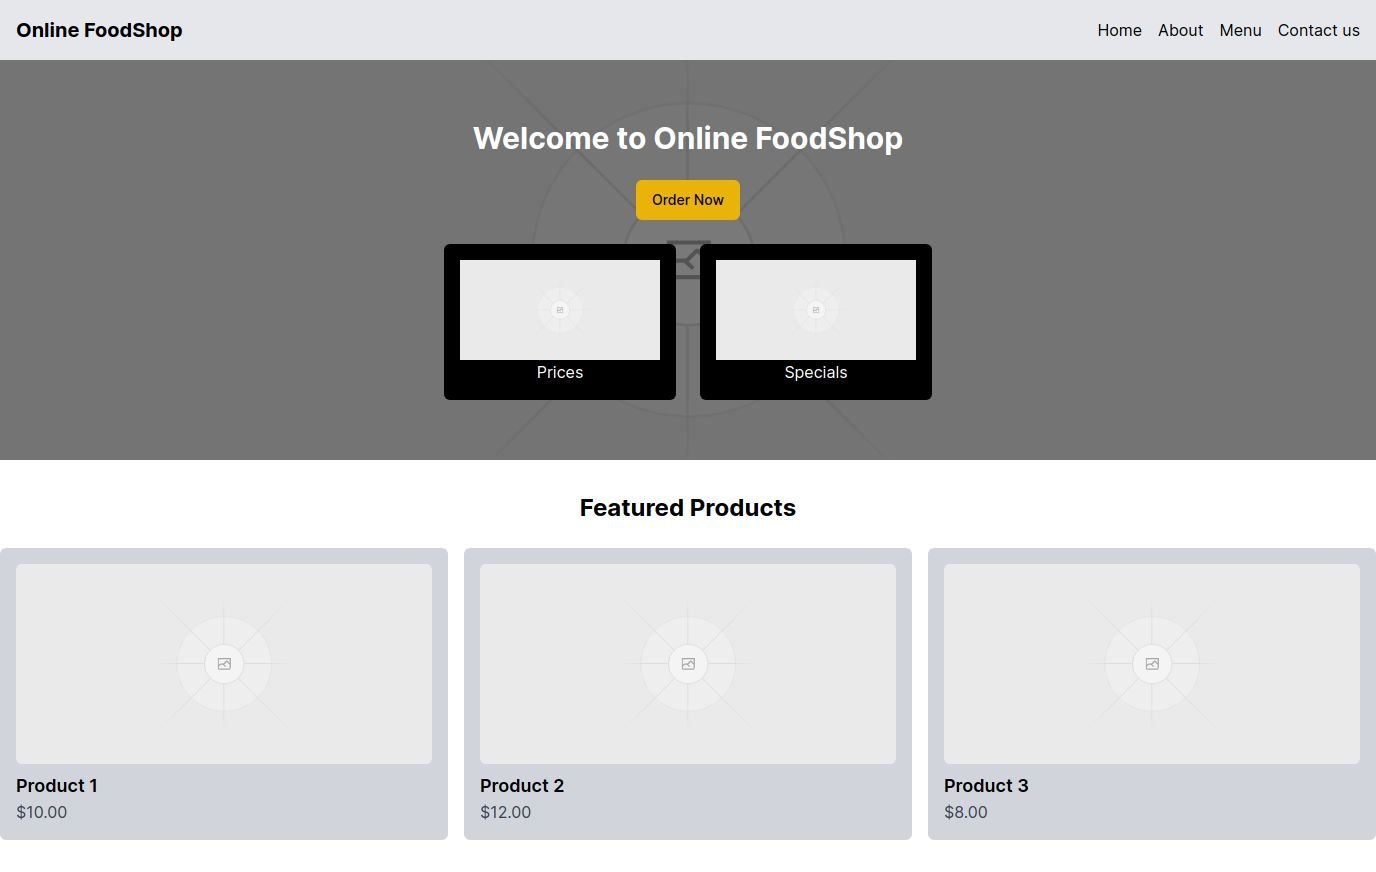 Online FoodShop
Home About Menu Contact us
Welcome to Online FoodShop
Order Now
Prices
Specials
Featured Products
Product 1
$10.00
Product 2
$12.00
Product 3
$8.00